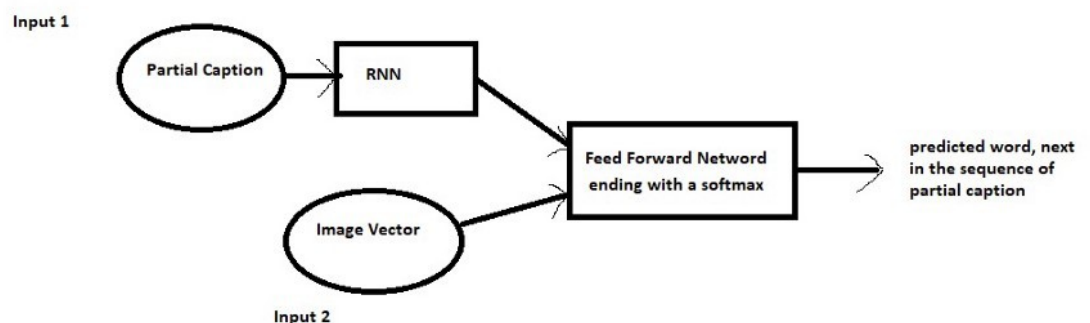 Input 1
Partial Caption
RNN
Feed Forward Netword
ending with a softmax
predicted word, next
in the sequence of
partial caption
Image Vector
Input 2